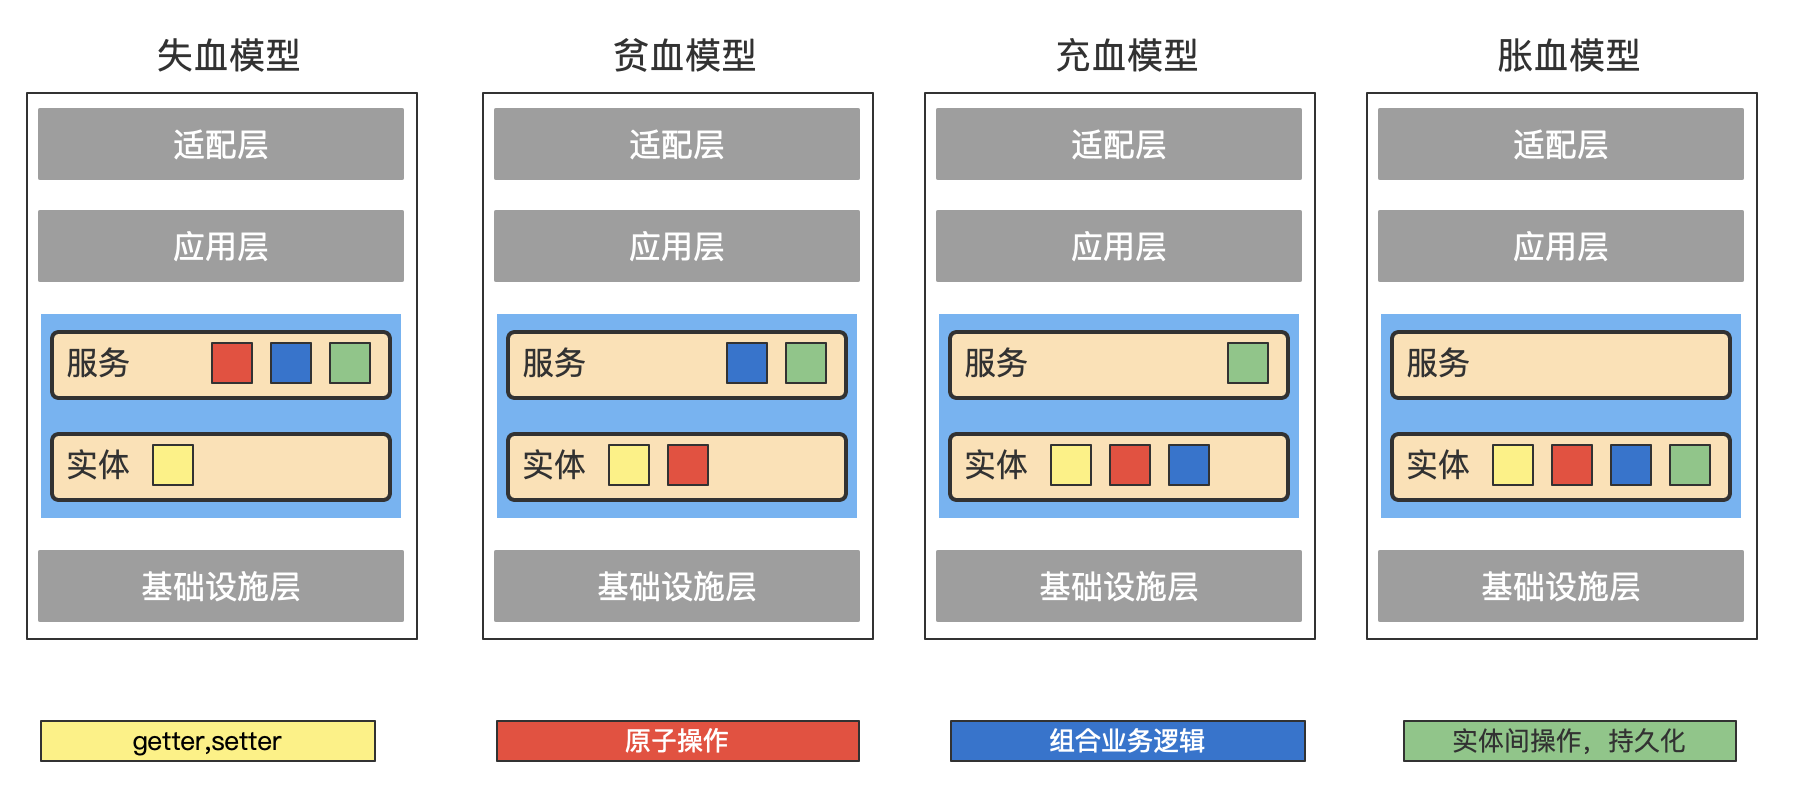 失血模型
贫血模型
充血模型
胀血模型
适配层
适配层
适配层
适配层
应用层
应用层
应用层
应用层
服务
服务
服务
服务
实体
实体
实体
实体
基础设施层
基础设施层
基础设施层
基础设施层
getter,setter
原子操作
组合业务逻辑
实体间操作，持久化